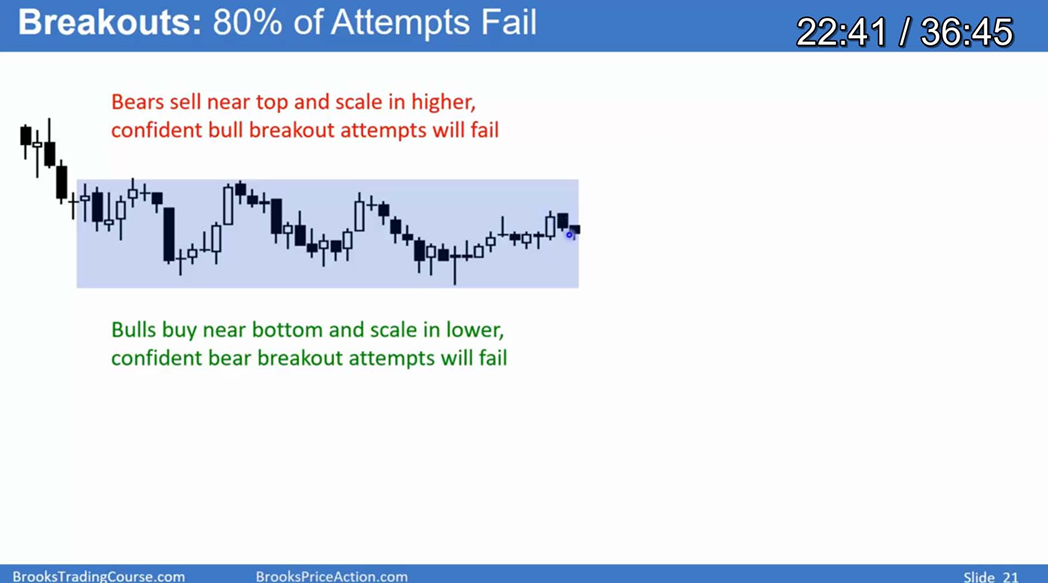 Breakouts: 80% of Attempts Fail
22:41 / 36:45
Bears sell near top and scale in higher,
confident bull breakout attempts will fail
Bulls buy near bottom and scale in lower,
confident bear breakout attempts will fail
BrooksTradingCourse.com
BrooksPriceAction.com
Slide 21